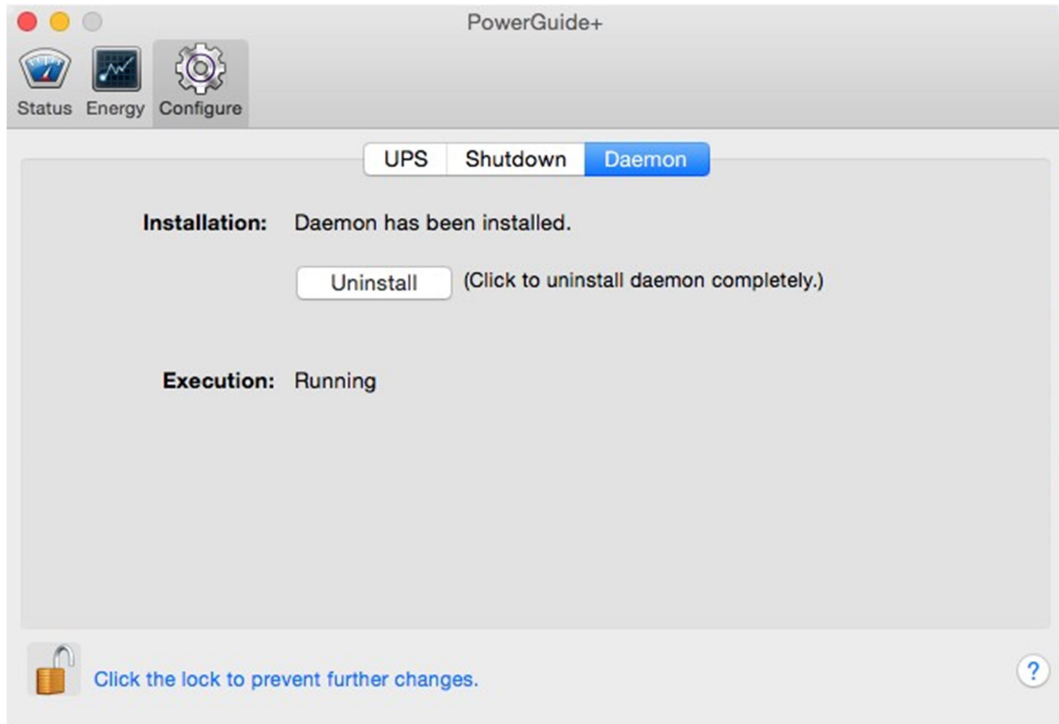 PowerGuide+
Status Energy Configure
UPS Shutdown Daemon
Installation: Daemon has been installed.
Uninstall (Click to uninstall daemon completely.)
Execution: Running
Click the lock to prevent further changes. ?